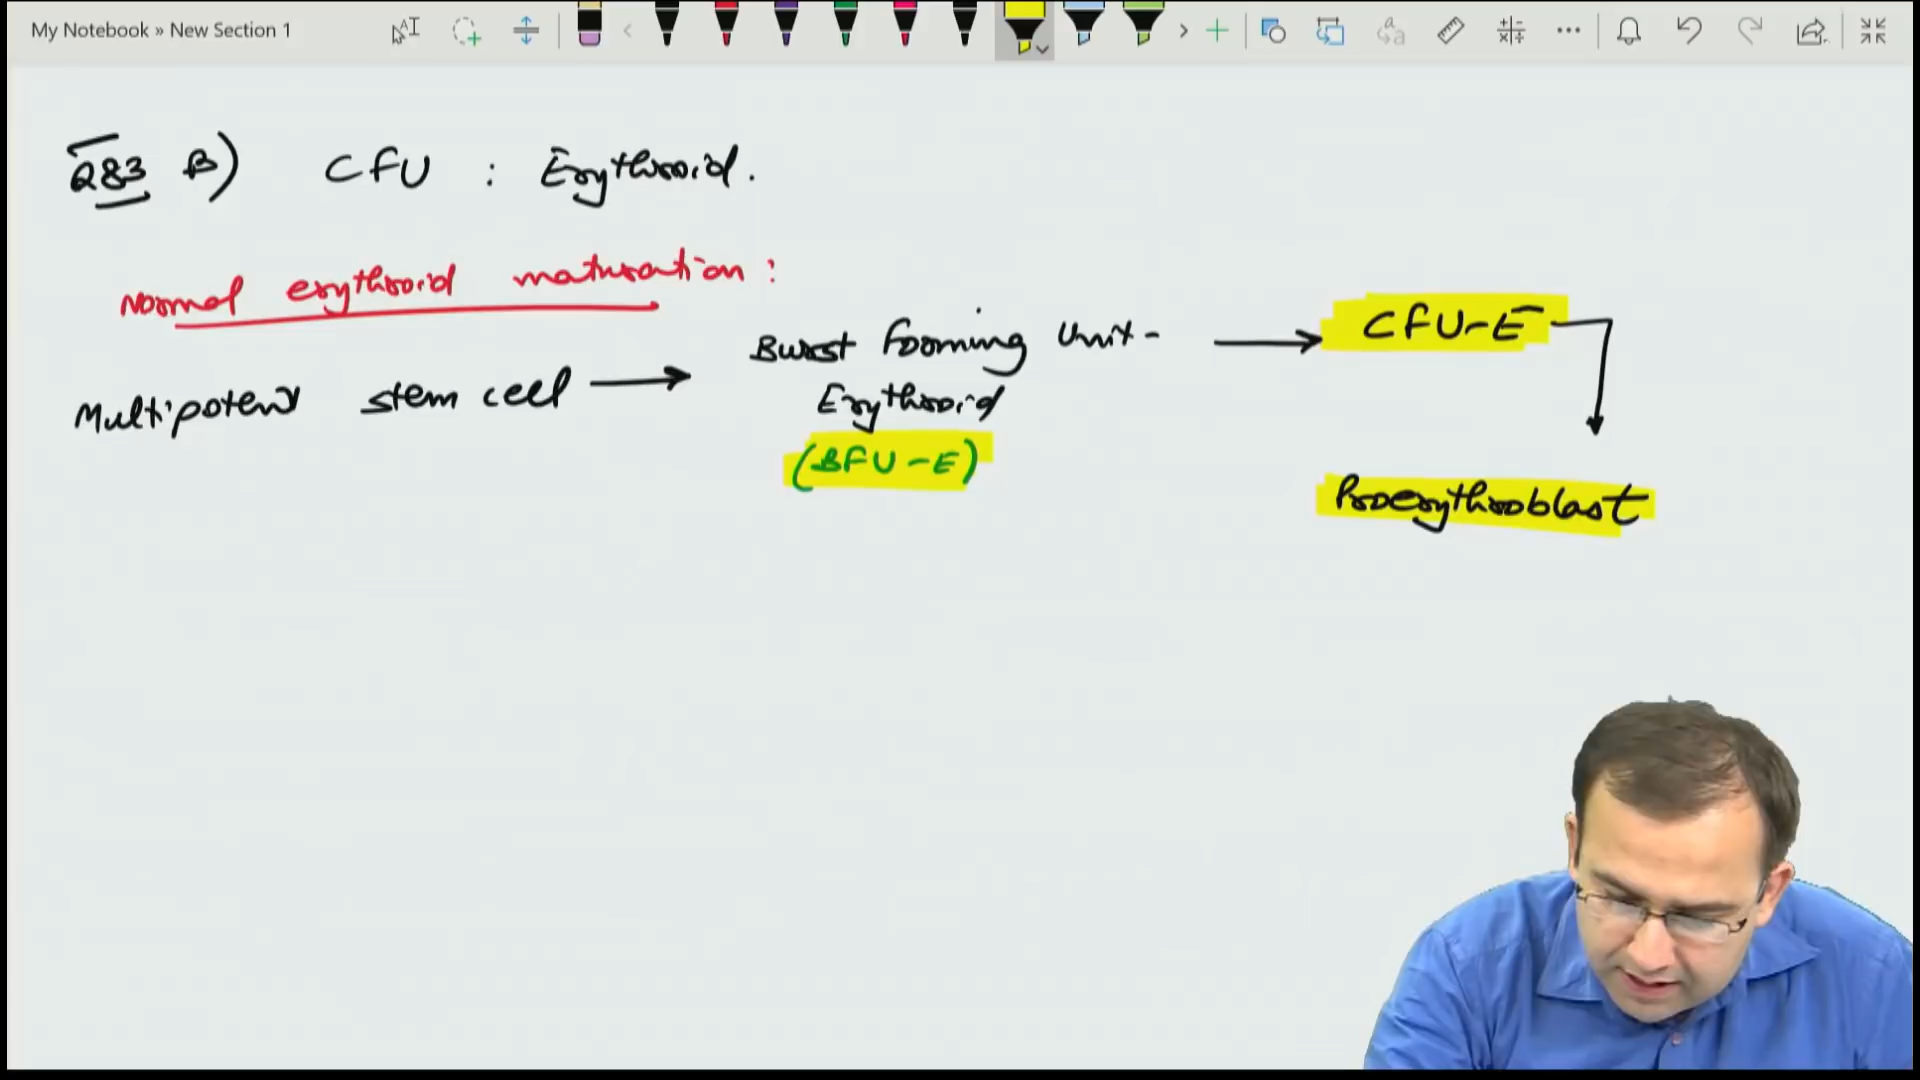 My Notebook » New Section 1
283 B) CFU : Erythroid.
Normal erythroid maturation :
Multipotent stem cell → Burst forming Unit - → CFU-E
Erythroid
(BFU-E)
Proerythroblast